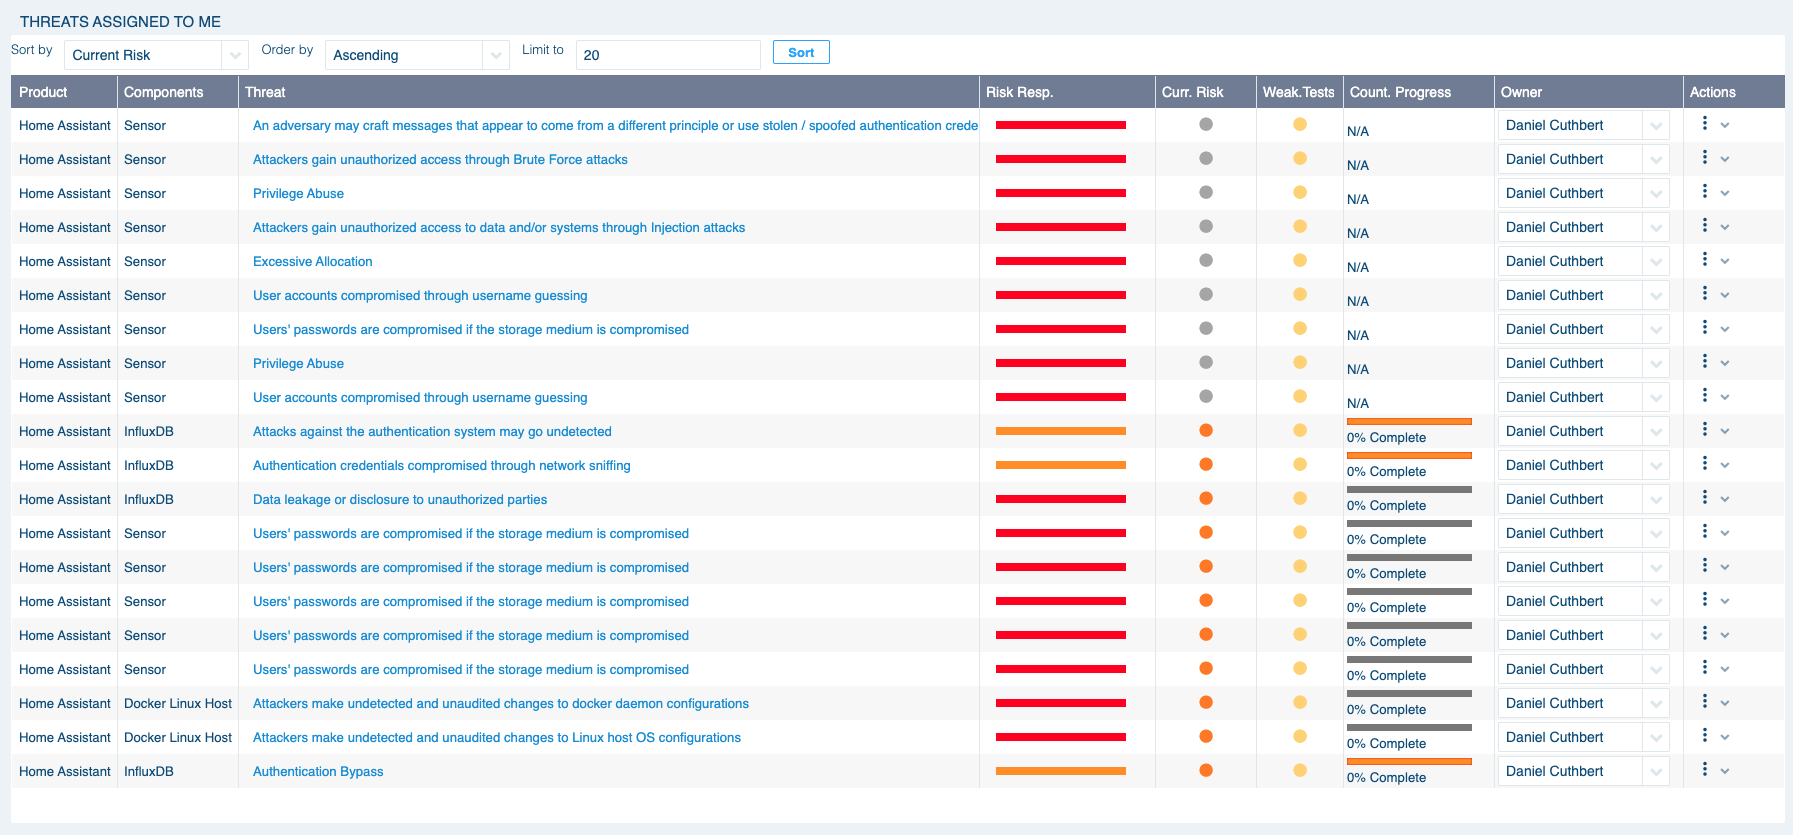 THREATS ASSIGNED TO ME
Sort by Current Risk Order by Ascending Limit to 20 Sort
Product Components Threat Risk Resp. Curr. Risk Weak.Tests Count. Progress Owner Actions
Home Assistant Sensor An adversary may craft messages that appear to come from a different principle or use stolen / spoofed authentication crede N/A Daniel Cuthbert
Home Assistant Sensor Attackers gain unauthorized access through Brute Force attacks N/A Daniel Cuthbert
Home Assistant Sensor Privilege Abuse N/A Daniel Cuthbert
Home Assistant Sensor Attackers gain unauthorized access to data and/or systems through Injection attacks N/A Daniel Cuthbert
Home Assistant Sensor Excessive Allocation N/A Daniel Cuthbert
Home Assistant Sensor User accounts compromised through username guessing N/A Daniel Cuthbert
Home Assistant Sensor Users' passwords are compromised if the storage medium is compromised N/A Daniel Cuthbert
Home Assistant Sensor Privilege Abuse N/A Daniel Cuthbert
Home Assistant Sensor User accounts compromised through username guessing N/A Daniel Cuthbert
Home Assistant InfluxDB Attacks against the authentication system may go undetected 0% Complete Daniel Cuthbert
Home Assistant InfluxDB Authentication credentials compromised through network sniffing 0% Complete Daniel Cuthbert
Home Assistant InfluxDB Data leakage or disclosure to unauthorized parties 0% Complete Daniel Cuthbert
Home Assistant Sensor Users' passwords are compromised if the storage medium is compromised 0% Complete Daniel Cuthbert
Home Assistant Sensor Users' passwords are compromised if the storage medium is compromised 0% Complete Daniel Cuthbert
Home Assistant Sensor Users' passwords are compromised if the storage medium is compromised 0% Complete Daniel Cuthbert
Home Assistant Sensor Users' passwords are compromised if the storage medium is compromised 0% Complete Daniel Cuthbert
Home Assistant Sensor Users' passwords are compromised if the storage medium is compromised 0% Complete Daniel Cuthbert
Home Assistant Docker Linux Host Attackers make undetected and unaudited changes to docker daemon configurations 0% Complete Daniel Cuthbert
Home Assistant Docker Linux Host Attackers make undetected and unaudited changes to Linux host OS configurations 0% Complete Daniel Cuthbert
Home Assistant InfluxDB Authentication Bypass 0% Complete Daniel Cuthbert